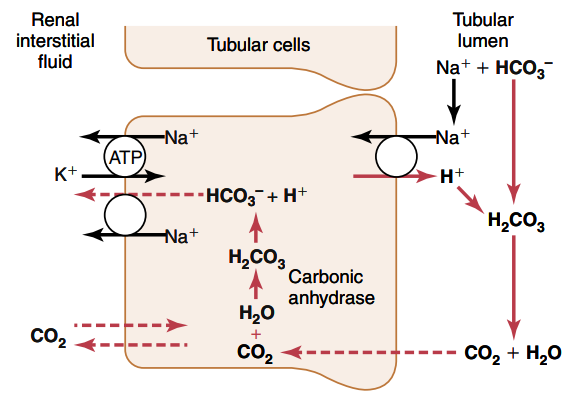 Renal
interstitial
fluid
Tubular cells
Tubular
lumen
Na⁺ + HCO₃⁻
Na⁺
ATP
K⁺
Na⁺
H⁺
HCO₃⁻ + H⁺
H₂CO₃
Na⁺
H₂CO₃
Carbonic
anhydrase
H₂O
+
CO₂
CO₂
CO₂ + H₂O